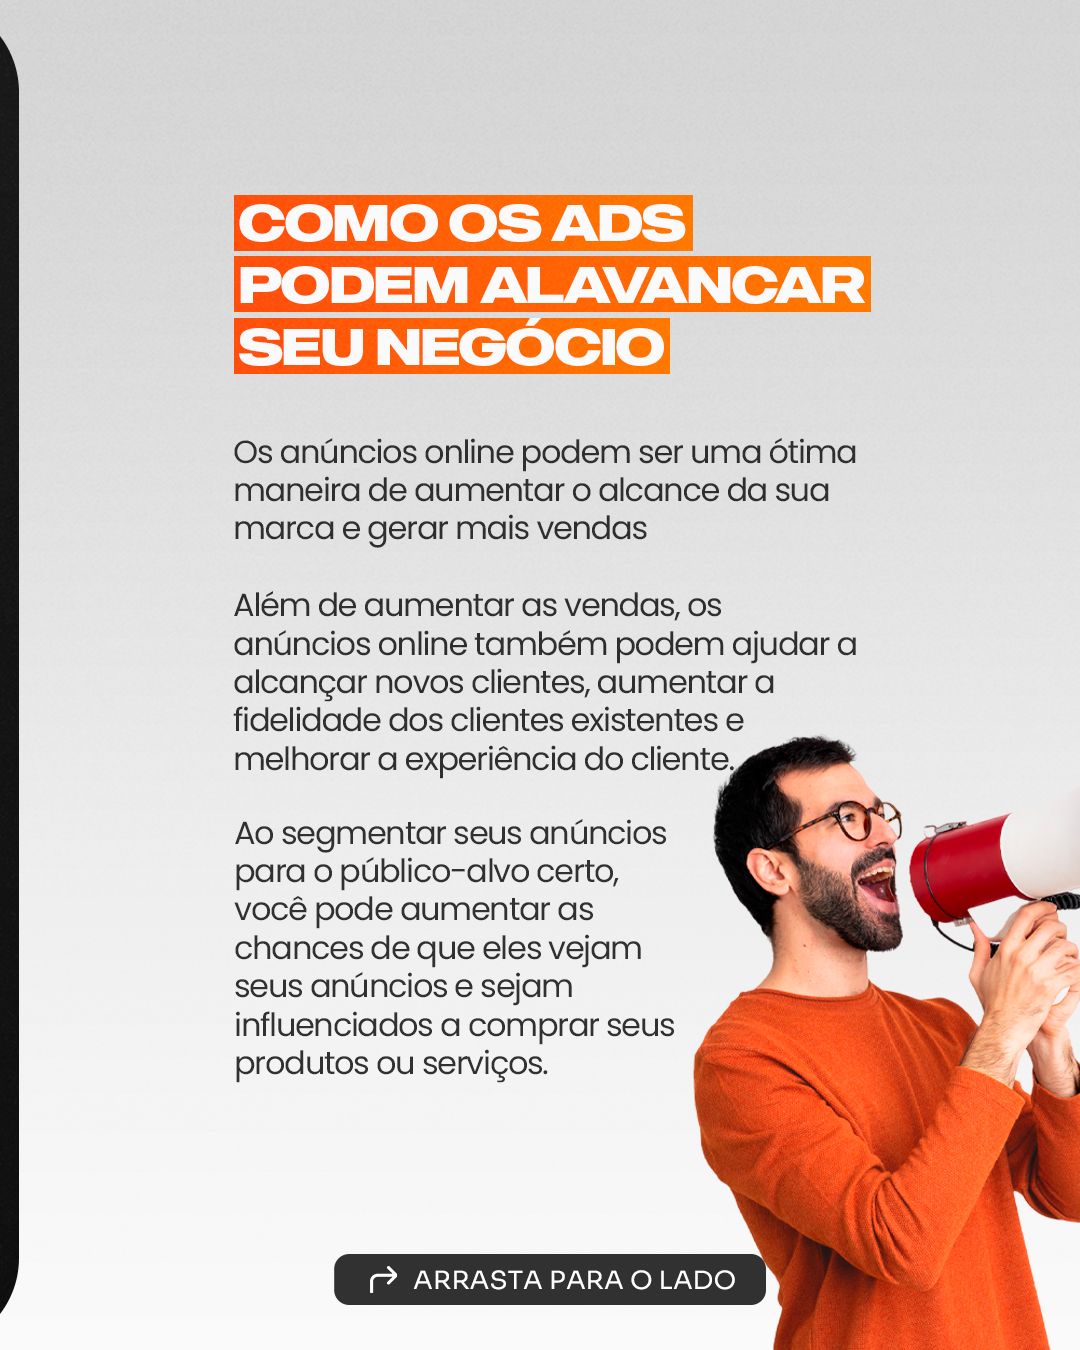 COMO OS ADS
PODEM ALAVANCAR
SEU NEGÓCIO
Os anúncios online podem ser uma ótima
maneira de aumentar o alcance da sua
marca e gerar mais vendas
Além de aumentar as vendas, os
anúncios online também podem ajudar a
alcançar novos clientes, aumentar a
fidelidade dos clientes existentes e
melhorar a experiência do cliente.
Ao segmentar seus anúncios
para o público-alvo certo,
você pode aumentar as
chances de que eles vejam
seus anúncios e sejam
influenciados a comprar seus
produtos ou serviços.
ARRASTA PARA O LADO